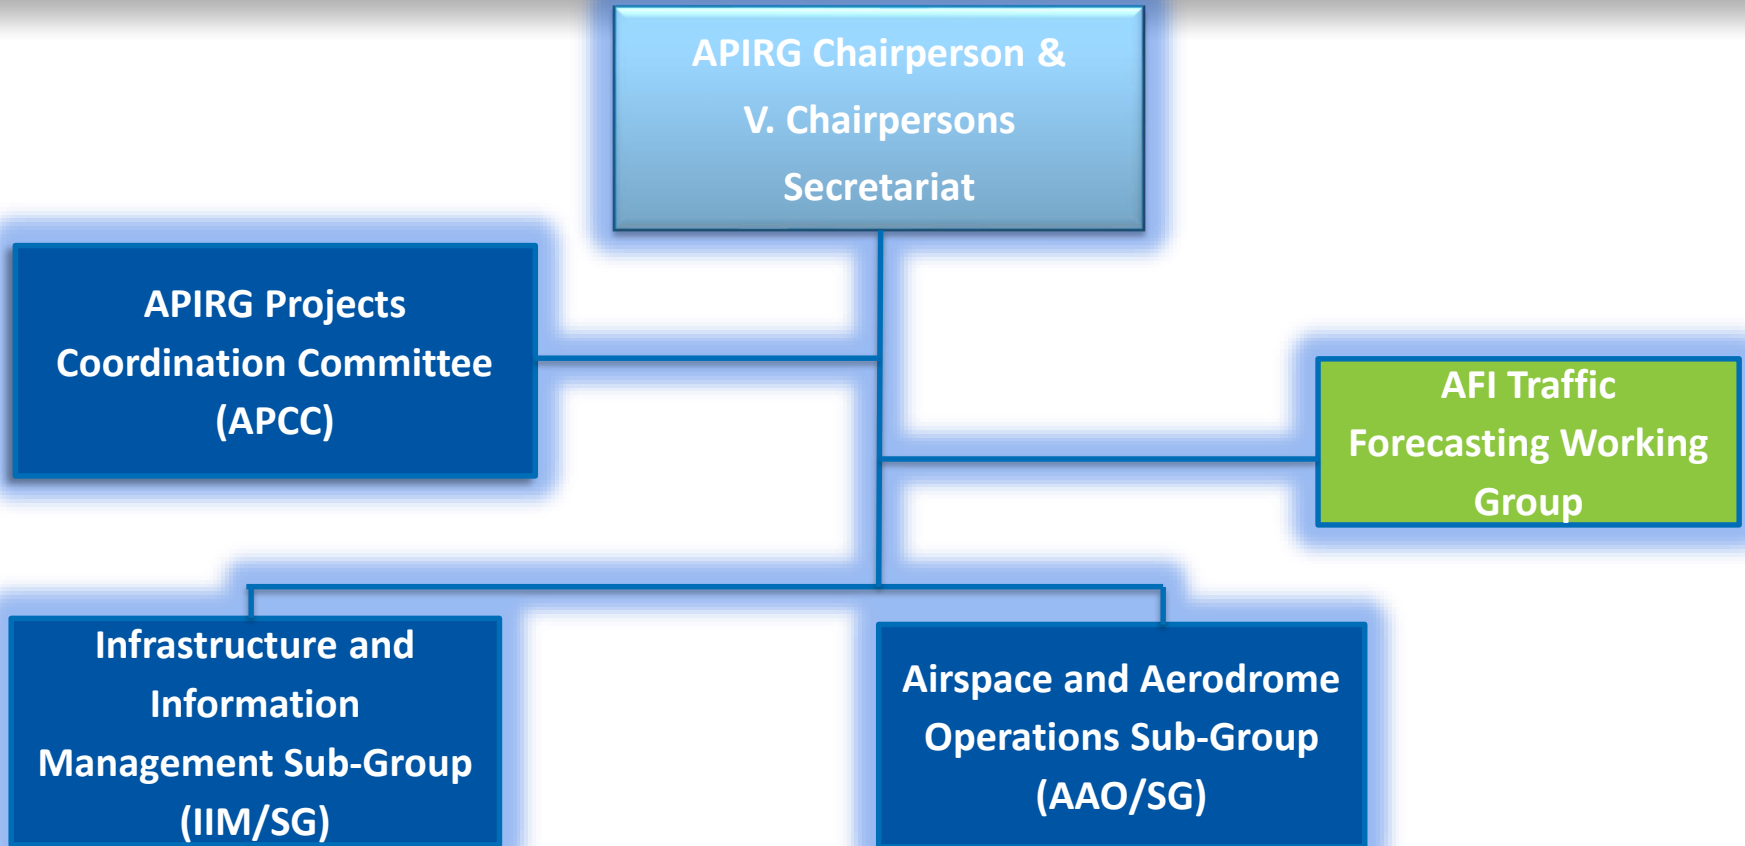 APIRG Chairperson &
V. Chairpersons
Secretariat
APIRG Projects
Coordination Committee
(APCC)
AFI Traffic
Forecasting Working
Group
Infrastructure and
Information
Management Sub-Group
(IIM/SG)
Airspace and Aerodrome
Operations Sub-Group
(AAO/SG)